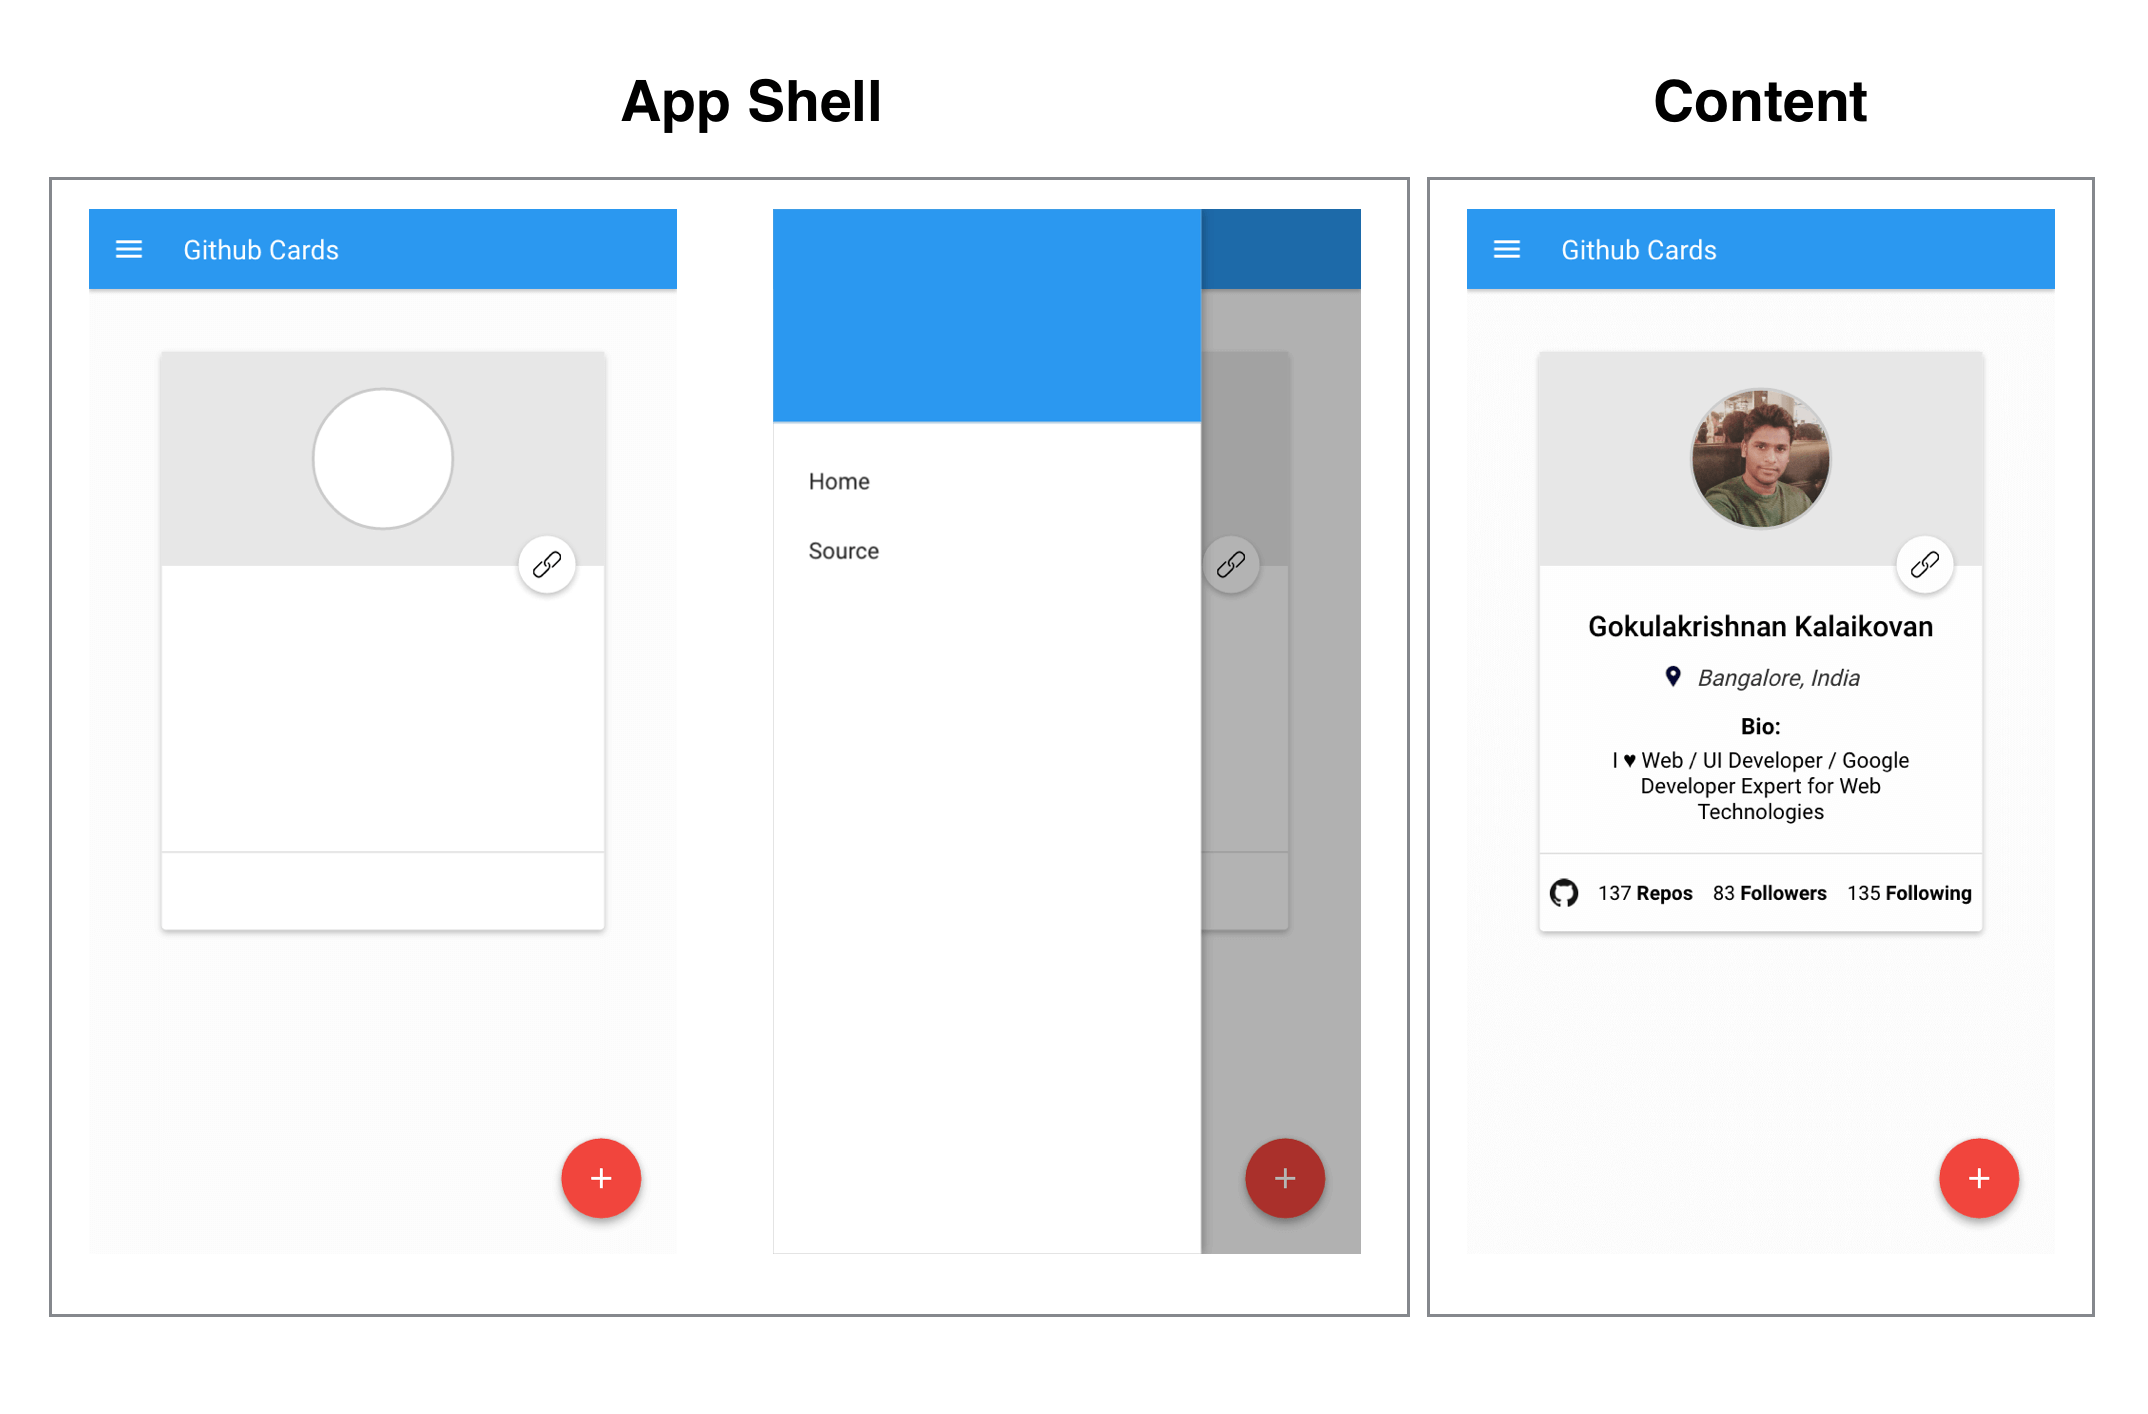 App Shell
Content
Github Cards
Home
Source
Github Cards
Gokulakrishnan Kalaikovan
Bangalore, India
Bio:
I ♥ Web / UI Developer / Google
Developer Expert for Web
Technologies
137 Repos 83 Followers 135 Following